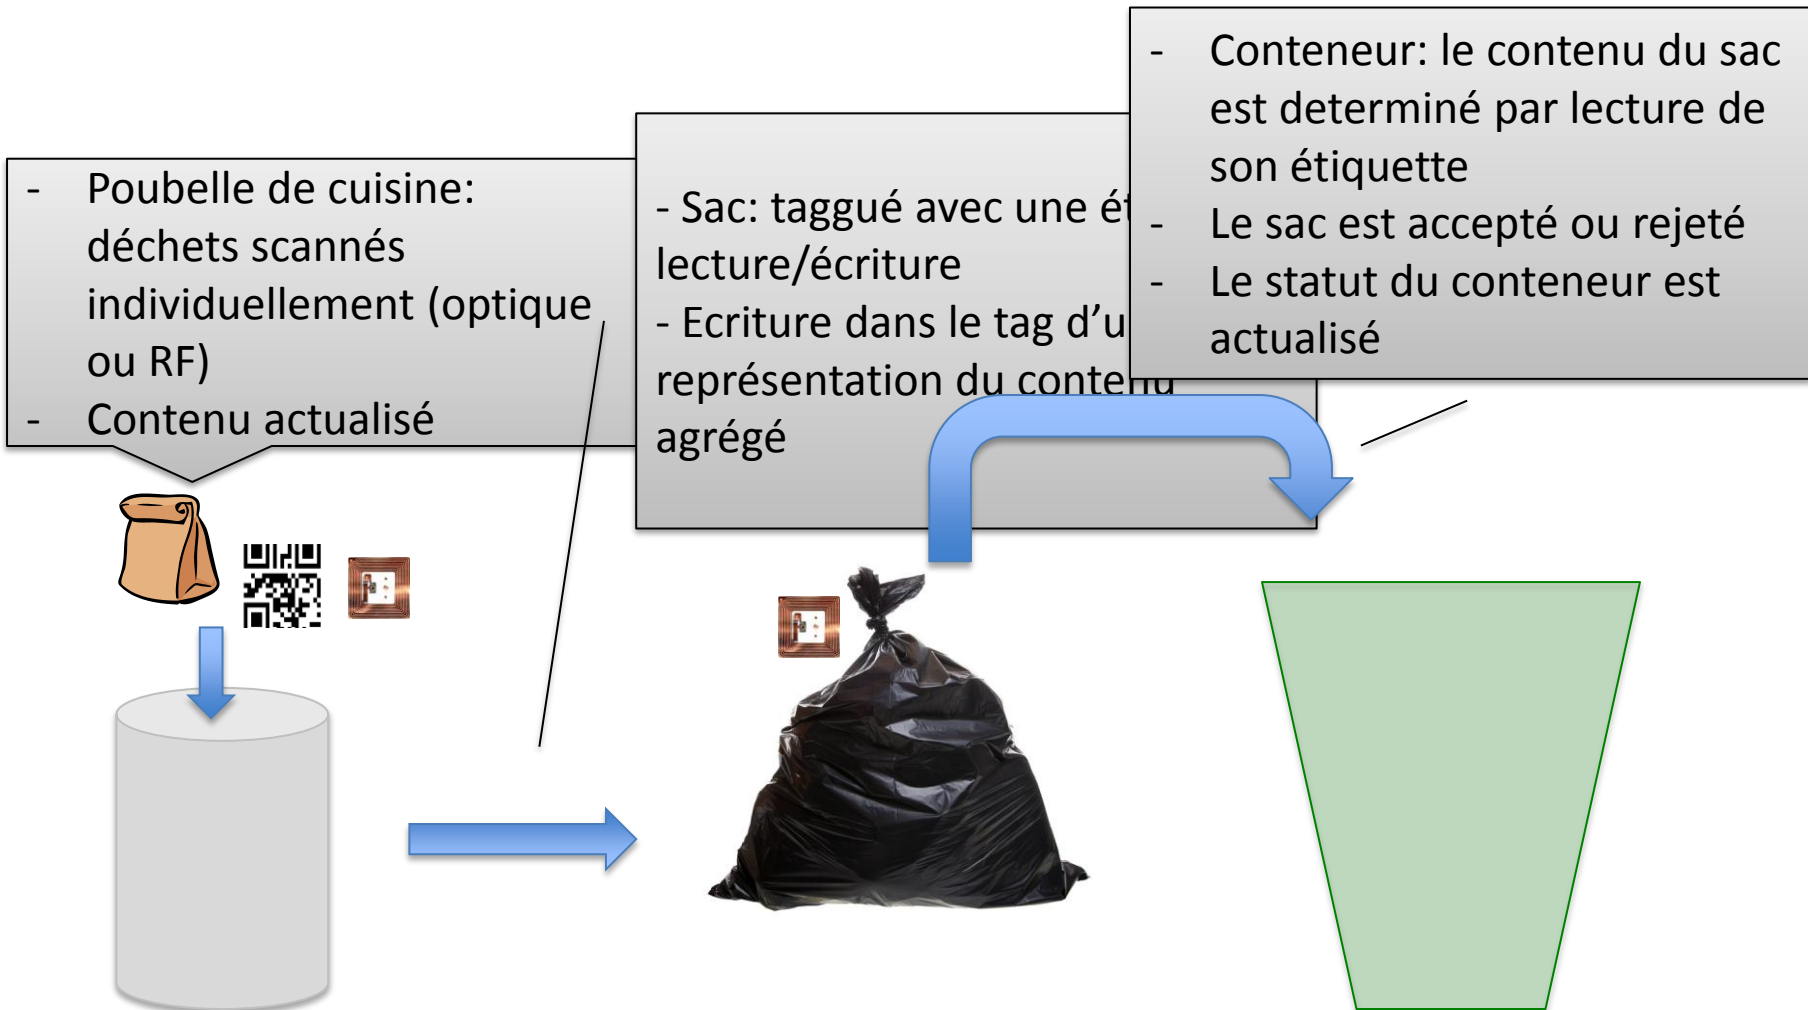 - Poubelle de cuisine:
déchets scannés
individuellement (optique
ou RF)
- Contenu actualisé
- Sac: taggué avec une
lecture/écriture
- Ecriture dans le tag
représentation du contenu
agrégé
- Conteneur: le contenu du sac
est determiné par lecture de
son étiquette
- Le sac est accepté ou rejeté
- Le statut du conteneur est
actualisé